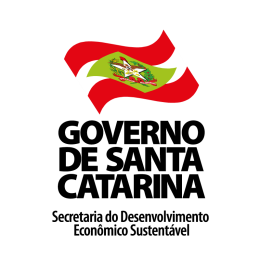 GOVERNO
DE SANTA
CATARINA
Secretaria do Desenvolvimento
Econômico Sustentável